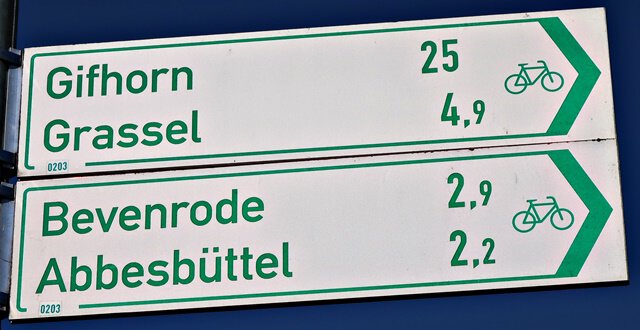 Gifhorn 25
Grassel 4,9
0203
Bevenrode 2,9
Abbesbüttel 2,2
0203